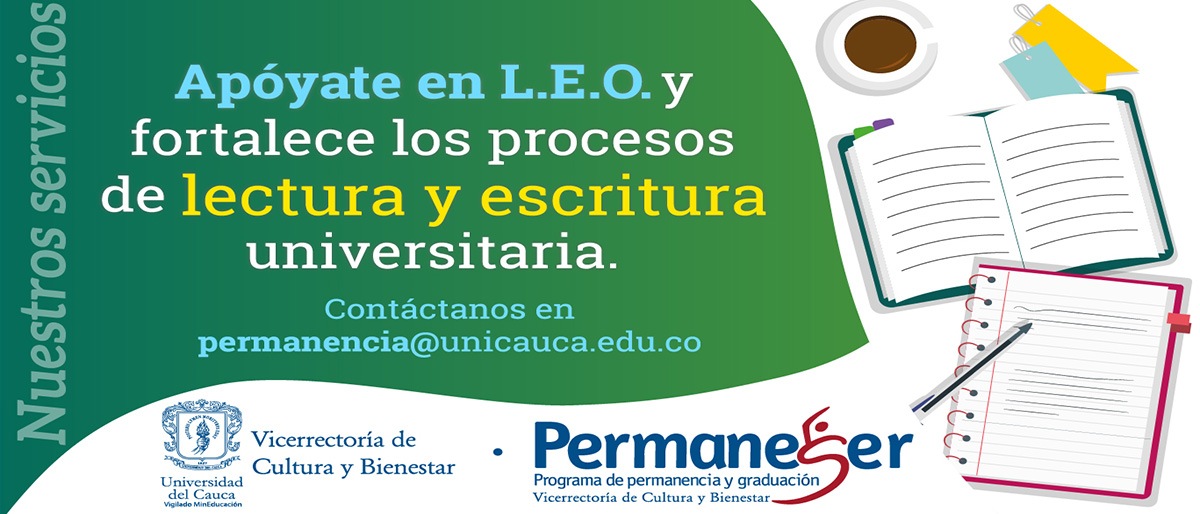 Nuestros servicios
Apóyate en L.E.O. y
fortalece los procesos
de lectura y escritura
universitaria.
Contáctanos en
permanencia@unicauca.edu.co
Universidad
del Cauca
Vigilado MinEducación
Vicerrectoría de
Cultura y Bienestar
Permaneser
Programa de permanencia y graduación
Vicerrectoría de Cultura y Bienestar